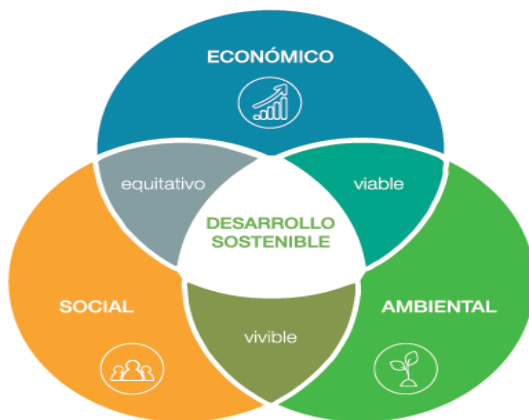 ECONÓMICO
equitativo
viable
DESARROLLO
SOSTENIBLE
SOCIAL
AMBIENTAL
vivible